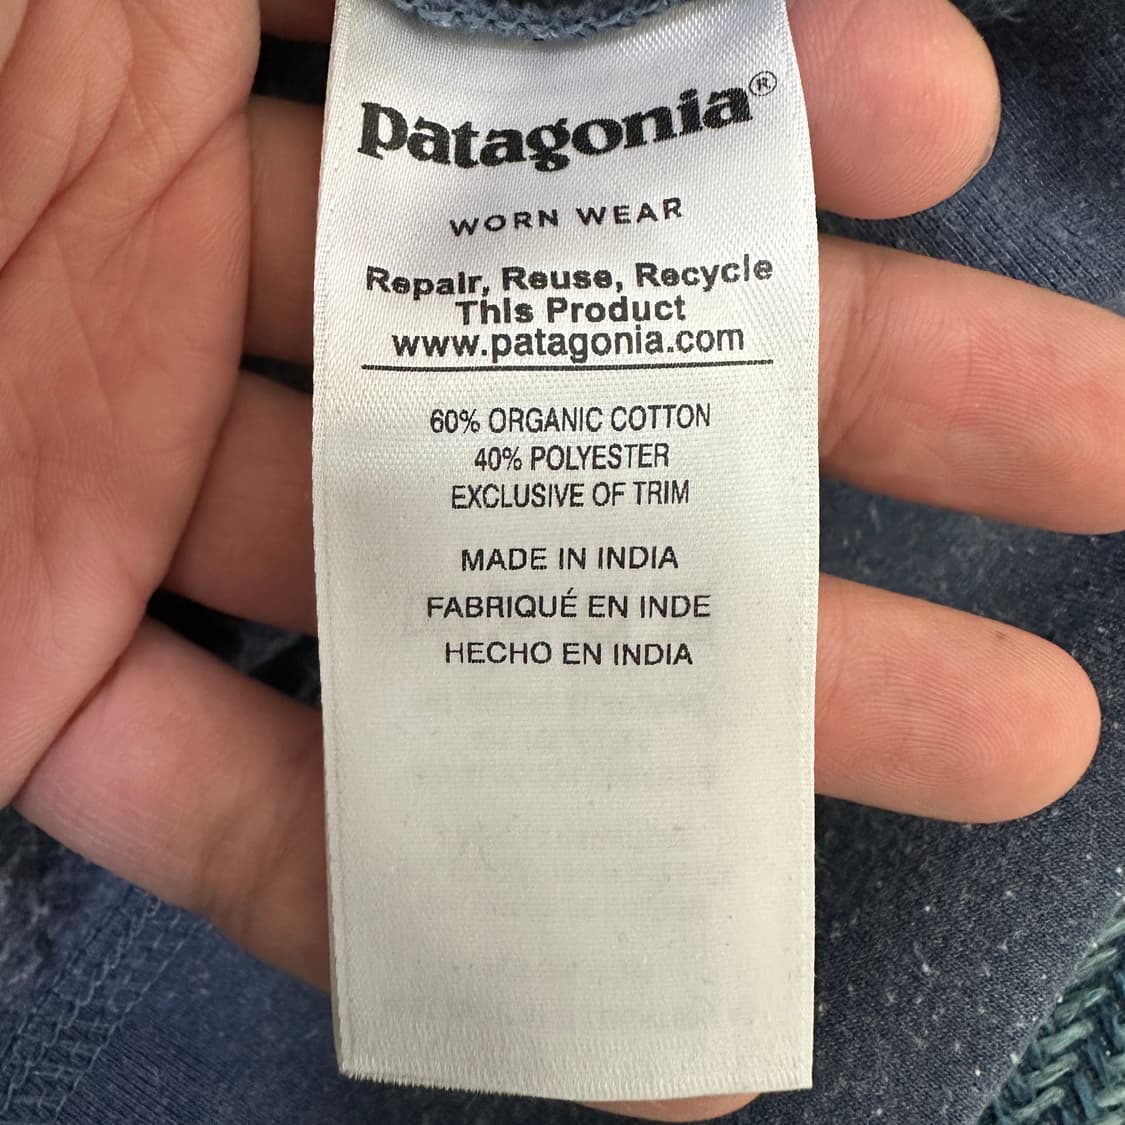 patagonia®
WORN WEAR
Repair, Reuse, Recycle
This Product
www.patagonia.com
60% ORGANIC COTTON
40% POLYESTER
EXCLUSIVE OF TRIM
MADE IN INDIA
FABRIQUÉ EN INDE
HECHO EN INDIA